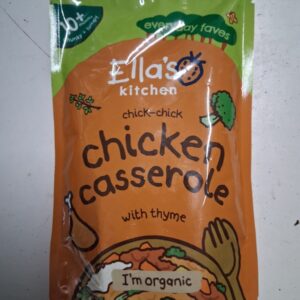 everyday faves
Ella's
kitchen
chick-chick
chicken
casserole
with thyme
I'm organic